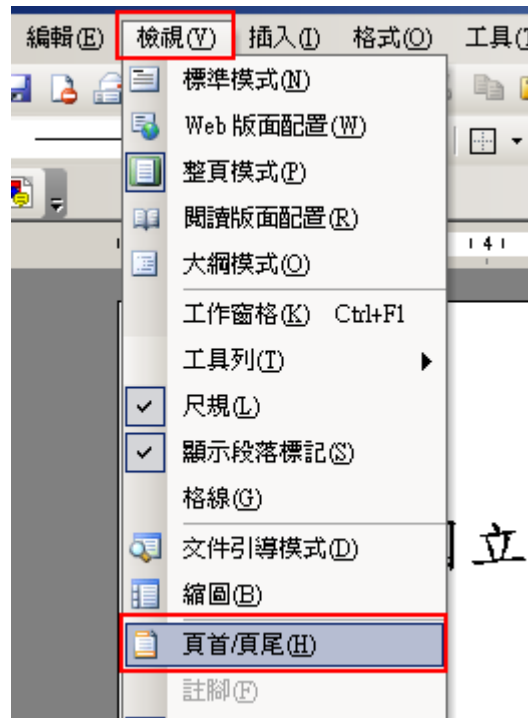 編輯(E) 檢視(V) 插入(I) 格式(O) 工具(
標準模式(N)
Web 版面配置(W)
整頁模式(P)
閱讀版面配置(R)
4
大綱模式(O)
工作窗格(K) Ctrl+F1
工具列(T)
尺規(L)
顯示段落標記(S)
格線(G)
文件引導模式(D)
立
縮圖(B)
頁首/頁尾(H)
註腳(F)